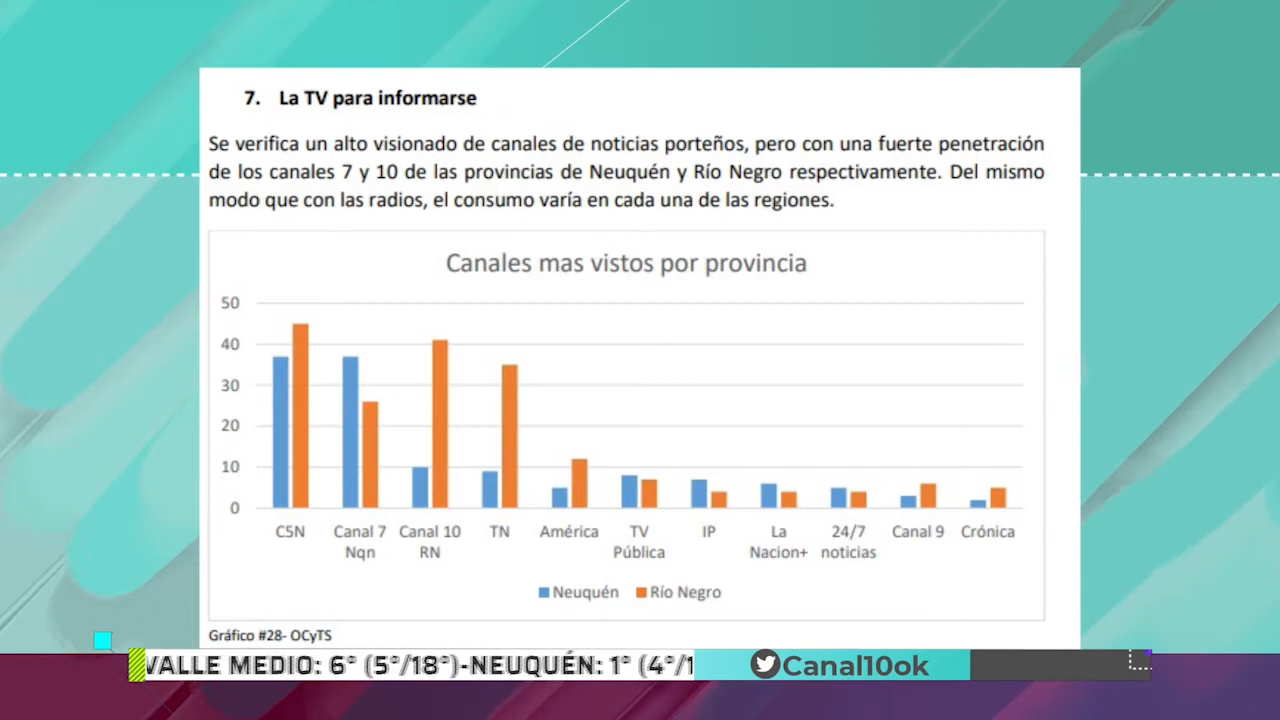 7. La TV para informarse
Se verifica un alto visionado de canales de noticias porteños, pero con una fuerte penetración
de los canales 7 y 10 de las provincias de Neuquén y Río Negro respectivamente. Del mismo
modo que con las radios, el consumo varía en cada una de las regiones.
Canales mas vistos por provincia
50
40
30
20
10
0
C5N
Canal 7
Nqn
Canal 10
RN
TN
América
TV
Pública
IP
La
Nacion+
24/7
noticias
Canal 9
Crónica
Neuquén
Río Negro
Gráfico #28- OCyTS
VALLE MEDIO: 6° (5°/18°)-NEUQUÉN: 1° (4°/1
Canal10ok